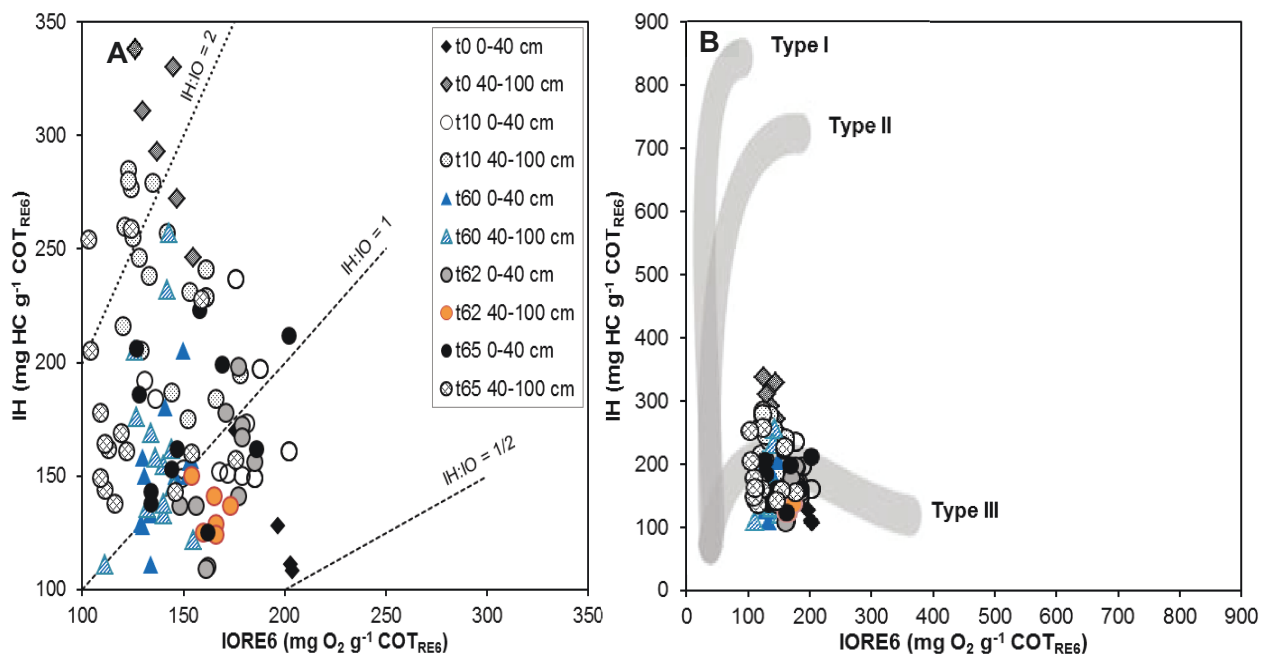 A
350
300
250
200
150
100
100
150
200
250
300
350
IH (mg HC g⁻¹ COT_RE6)
IORE6 (mg O₂ g⁻¹ COT_RE6)
IH:IO = 2
IH:IO = 1
IH:IO = 1/2
t0 0-40 cm
t0 40-100 cm
t10 0-40 cm
t10 40-100 cm
t60 0-40 cm
t60 40-100 cm
t62 0-40 cm
t62 40-100 cm
t65 0-40 cm
t65 40-100 cm
B
900
800
700
600
500
400
300
200
100
0
0
100
200
300
400
500
600
700
800
900
IH (mg HC g⁻¹ COT_RE6)
IORE6 (mg O₂ g⁻¹ COT_RE6)
Type I
Type II
Type III